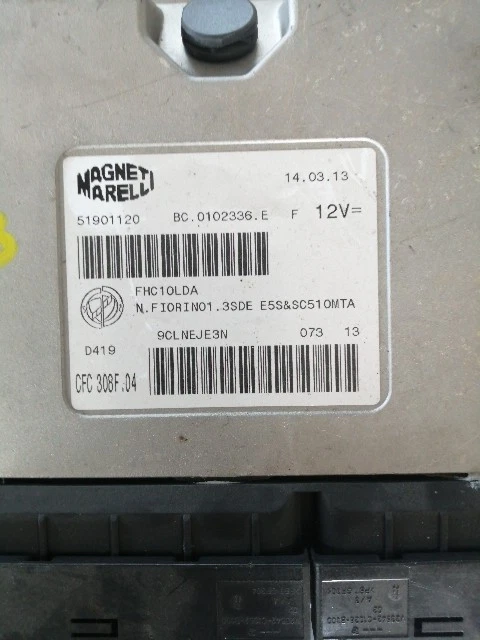 MAGNETI
MARELLI
14.03.13
51901120 BC.0102336.E F 12V=
FHC10LDA
N.FIORINO1.3SDE E5S&SC510MTA
9CLNEJE3N 073 13
D419
CFC 308F.04